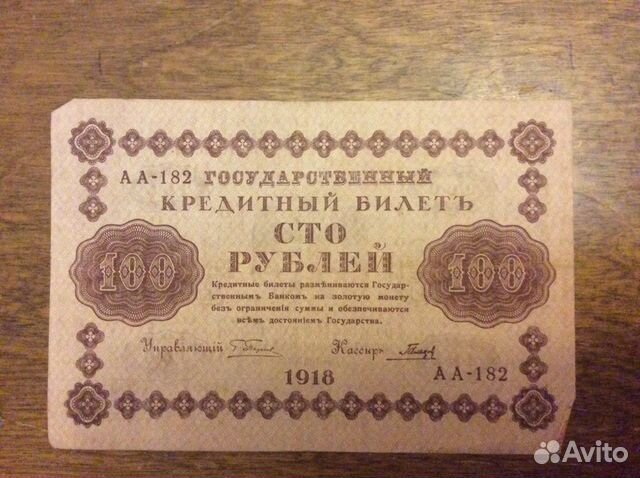 АА-182 ГОСУДАРСТВЕННЫЙ
КРЕДИТНЫЙ БИЛЕТЪ
СТО
РУБЛЕЙ
100
100
Кредитные билеты размѣниваются Государ-
ственнымъ Банкомъ на золотую монету
безъ ограниченія суммы и обезпечиваются
всѣмъ достояніемъ Государства.
Управляющій
Кассиръ
1918
АА-182
Avito